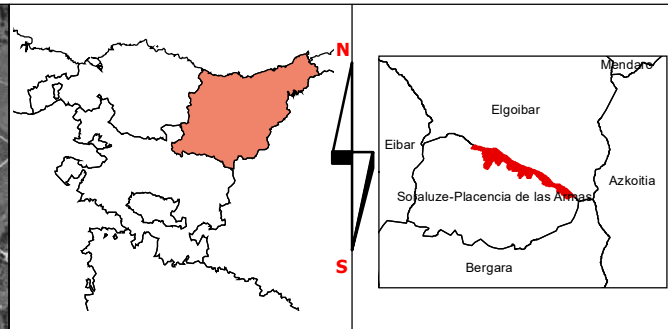 N
S
Mendaro
Elgoibar
Eibar
Azkoitia
Soraluze-Placencia de las Armas
Bergara